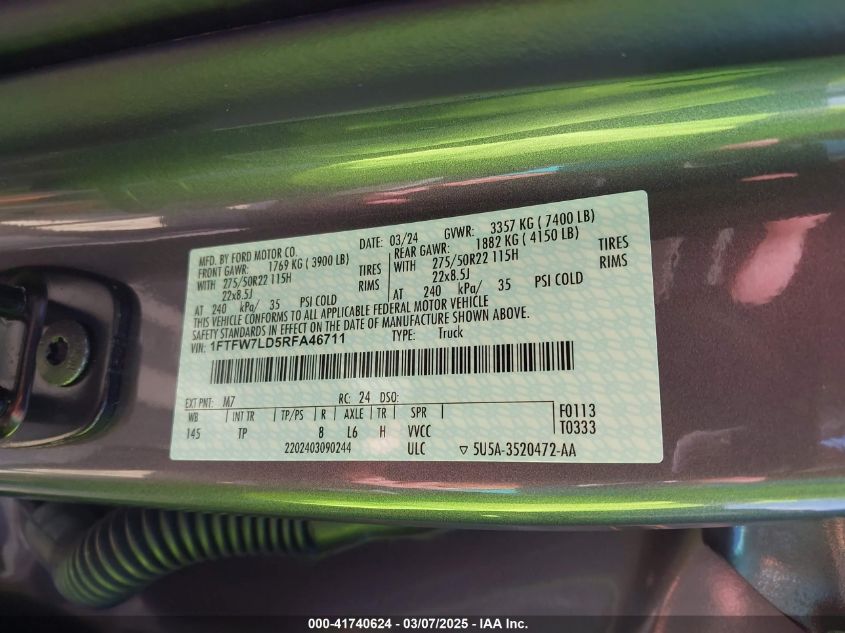 MFD. BY FORD MOTOR CO. DATE: 03/24 GVWR: 3357 KG ( 7400 LB)
FRONT GAWR: 1769 KG ( 3900 LB) REAR GAWR: 1882 KG ( 4150 LB)
WITH 275/50R22 115H TIRES WITH 275/50R22 115H TIRES
22x8.5J RIMS 22x8.5J RIMS
AT 240 kPa/ 35 PSI COLD AT 240 kPa/ 35 PSI COLD
THIS VEHICLE CONFORMS TO ALL APPLICABLE FEDERAL MOTOR VEHICLE
SAFETY STANDARDS IN EFFECT ON THE DATE OF MANUFACTURE SHOWN ABOVE.
VIN: 1FTFW7LD5RFA46711 TYPE: Truck
EXT PNT: M7 RC: 24 DSO:
WB INT TR TP/PS R AXLE TR SPR F0113
145 TP 8 L6 H VVCC T0333
2202403090244 ULC ▽ 5U5A-3520472-AA
000-41740624 — 03/07/2025 — IAA Inc.